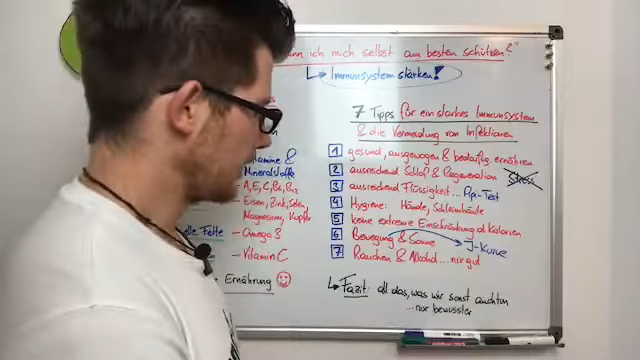 ann ich mich selbst am besten schützen?"
↳ Immunsystem stärken!
7 Tipps für ein starkes Immunsystem
& die Vermeidung von Infektionen
1 gesund, ausgewogen & bedarfsg. ernähren
2 ausreichend Schlaf & Regeneration Stress
3 ausreichend Flüssigkeit... Pipi-Test
4 Hygiene: Hände, Schleimhäute
5 keine extreme Einschränkung d. Kalorien
6 Bewegung & Sauna J-Kurve
7 Rauchen & Alkohol... nie gut
↳ Fazit: all das, was wir sonst auch tun
...nur bewusster
itamine &
Mineralstoffe
A, E, C, B6, B12
- Eisen, Zink, Selen,
Magnesium, Kupfer
elle Fette
- Omega 3
- Vitamin C
Ernährung